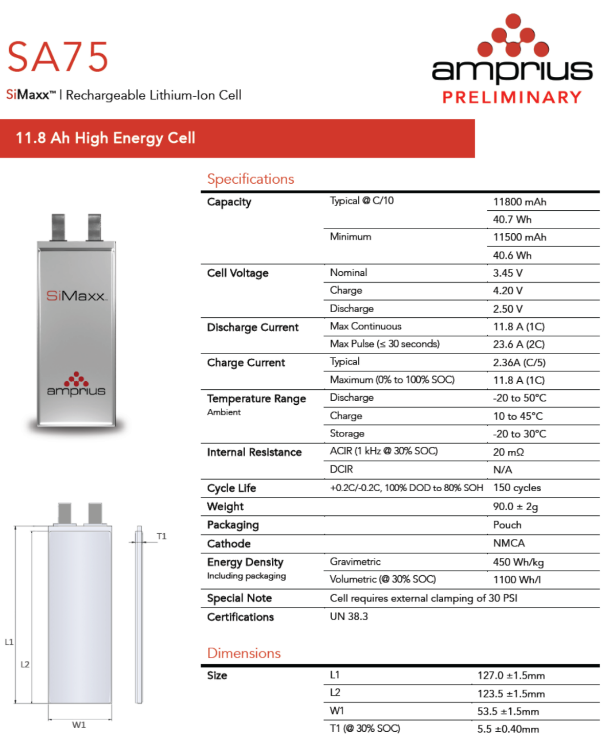 SA75
SiMaxx™ | Rechargeable Lithium-Ion Cell
amprius
PRELIMINARY
11.8 Ah High Energy Cell
SiMaxx™
amprius
Specifications
Capacity Typical @ C/10 11800 mAh
40.7 Wh
Minimum 11500 mAh
40.6 Wh
Cell Voltage Nominal 3.45 V
Charge 4.20 V
Discharge 2.50 V
Discharge Current Max Continuous 11.8 A (1C)
Max Pulse (≤ 30 seconds) 23.6 A (2C)
Charge Current Typical 2.36A (C/5)
Maximum (0% to 100% SOC) 11.8 A (1C)
Temperature Range Discharge -20 to 50°C
Ambient Charge 10 to 45°C
Storage -20 to 30°C
Internal Resistance ACIR (1 kHz @ 30% SOC) 20 mΩ
DCIR N/A
Cycle Life +0.2C/-0.2C, 100% DOD to 80% SOH 150 cycles
Weight 90.0 ± 2g
Packaging Pouch
Cathode NMCA
Energy Density Gravimetric 450 Wh/kg
Including packaging Volumetric (@ 30% SOC) 1100 Wh/l
Special Note Cell requires external clamping of 30 PSI
Certifications UN 38.3
T1
L1
L2
W1
Dimensions
Size L1 127.0 ±1.5mm
L2 123.5 ±1.5mm
W1 53.5 ±1.5mm
T1 (@ 30% SOC) 5.5 ±0.40mm